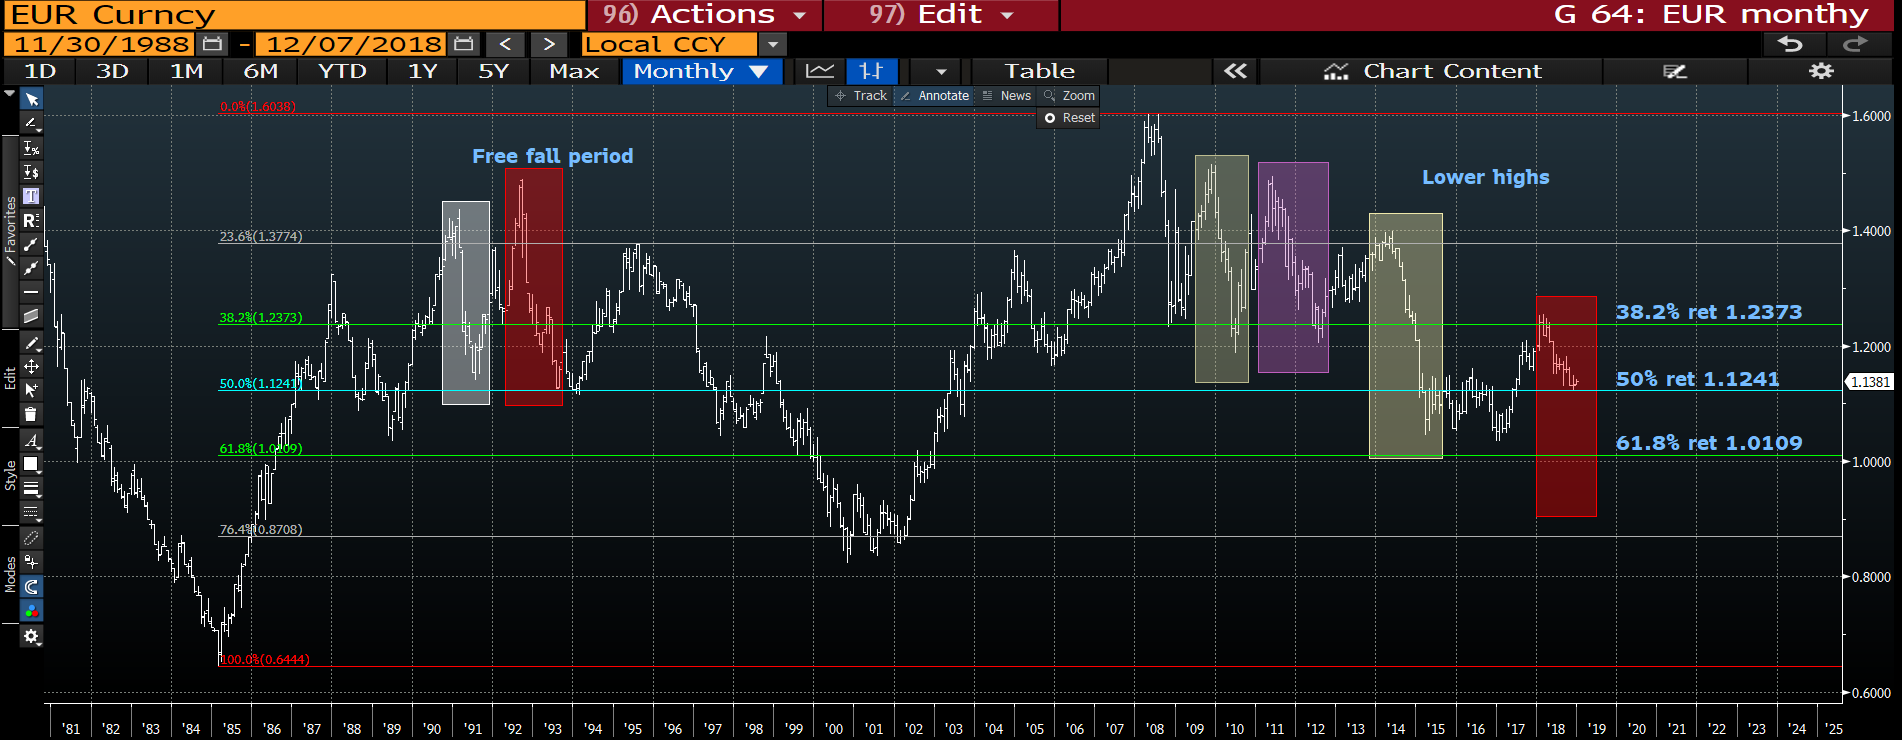 EUR Curncy
96) Actions
97) Edit
G 64: EUR monthy
11/30/1988 - 12/07/2018
Local CCY
1D 3D 1M 6M YTD 1Y 5Y Max Monthly
Table
Chart Content
Track Annotate News Zoom
Reset
Favorites
Edit
Style
Modes
0.0%(1.6038)
Free fall period
Lower highs
23.6%(1.3774)
38.2%(1.2373)
38.2% ret 1.2373
50.0%(1.1241)
50% ret 1.1241
61.8%(1.0109)
61.8% ret 1.0109
76.4%(0.8708)
100.0%(0.6444)
1.6000
1.4000
1.2000
1.1381
1.0000
0.8000
0.6000
'81 '82 '83 '84 '85 '86 '87 '88 '89 '90 '91 '92 '93 '94 '95 '96 '97 '98 '99 '00 '01 '02 '03 '04 '05 '06 '07 '08 '09 '10 '11 '12 '13 '14 '15 '16 '17 '18 '19 '20 '21 '22 '23 '24 '25